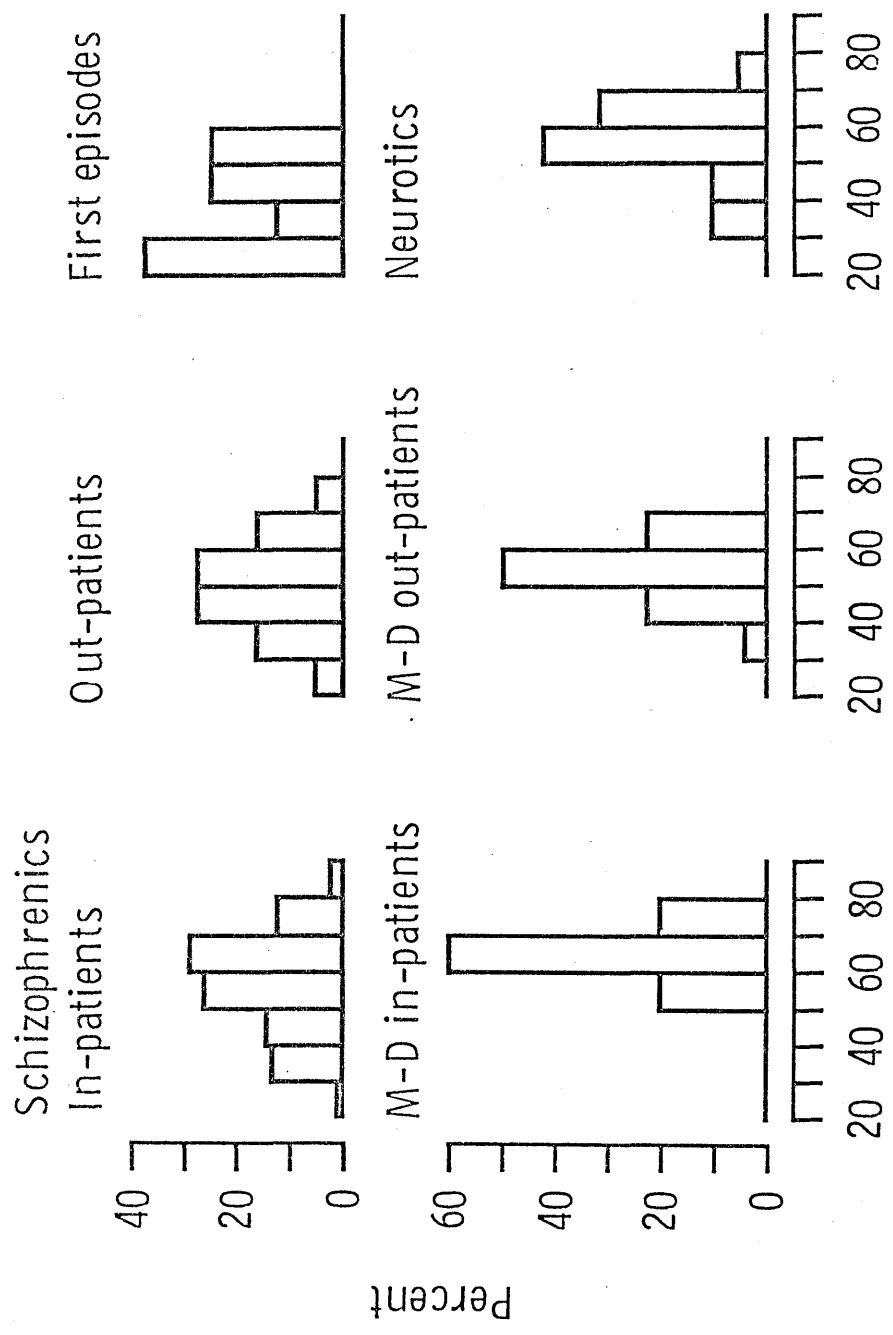 Schizophrenics
In-patients
Out-patients
First episodes
40
20
0
M-D in-patients
M-D out-patients
Neurotics
60
40
20
0
Percent
20 40 60 80
20 40 60 80
20 40 60 80